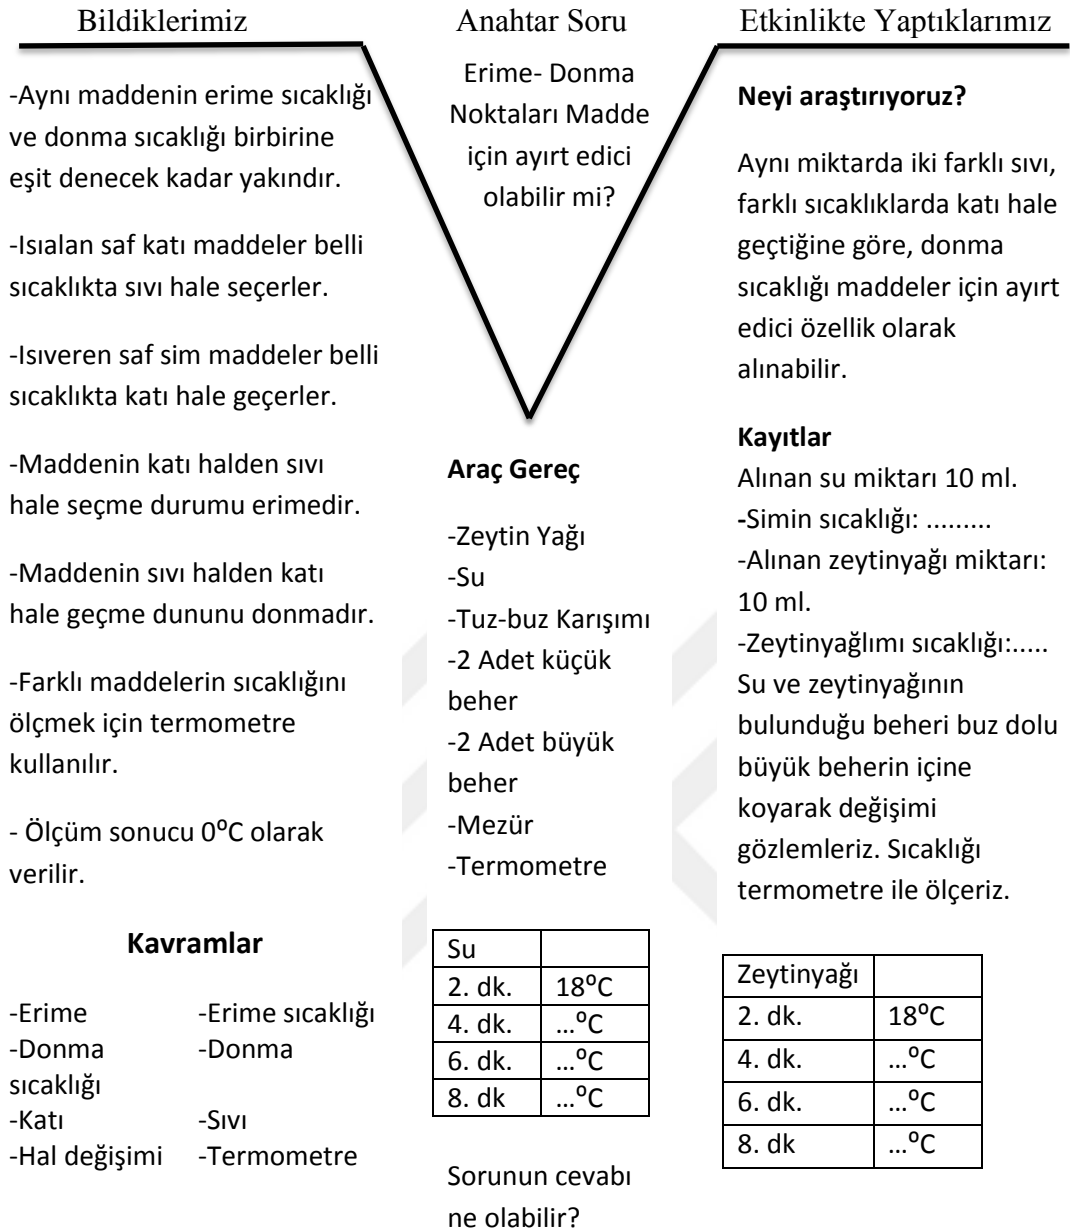 Bildiklerimiz
-Aynı maddenin erime sıcaklığı
ve donma sıcaklığı birbirine
eşit denecek kadar yakındır.
-Isıalan saf katı maddeler belli
sıcaklıkta sıvı hale seçerler.
-Isıveren saf sim maddeler belli
sıcaklıkta katı hale geçerler.
-Maddenin katı halden sıvı
hale seçme durumu erimedir.
-Maddenin sıvı halden katı
hale geçme dununu donmadır.
-Farklı maddelerin sıcaklığını
ölçmek için termometre
kullanılır.
- Ölçüm sonucu 0⁰C olarak
verilir.
Kavramlar
-Erime -Erime sıcaklığı
-Donma -Donma
sıcaklığı
-Katı -Sıvı
-Hal değişimi -Termometre
Anahtar Soru
Erime- Donma
Noktaları Madde
için ayırt edici
olabilir mi?
Araç Gereç
-Zeytin Yağı
-Su
-Tuz-buz Karışımı
-2 Adet küçük
beher
-2 Adet büyük
beher
-Mezür
-Termometre
Su
2. dk. 18⁰C
4. dk. ...⁰C
6. dk. ...⁰C
8. dk ...⁰C
Sorunun cevabı
ne olabilir?
Etkinlikte Yaptıklarımız
Neyi araştırıyoruz?
Aynı miktarda iki farklı sıvı,
farklı sıcaklıklarda katı hale
geçtiğine göre, donma
sıcaklığı maddeler için ayırt
edici özellik olarak
alınabilir.
Kayıtlar
Alınan su miktarı 10 ml.
-Simin sıcaklığı: .........
-Alınan zeytinyağı miktarı:
10 ml.
-Zeytinyağlımı sıcaklığı:.....
Su ve zeytinyağının
bulunduğu beheri buz dolu
büyük beherin içine
koyarak değişimi
gözlemleriz. Sıcaklığı
termometre ile ölçeriz.
Zeytinyağı
2. dk. 18⁰C
4. dk. ...⁰C
6. dk. ...⁰C
8. dk ...⁰C